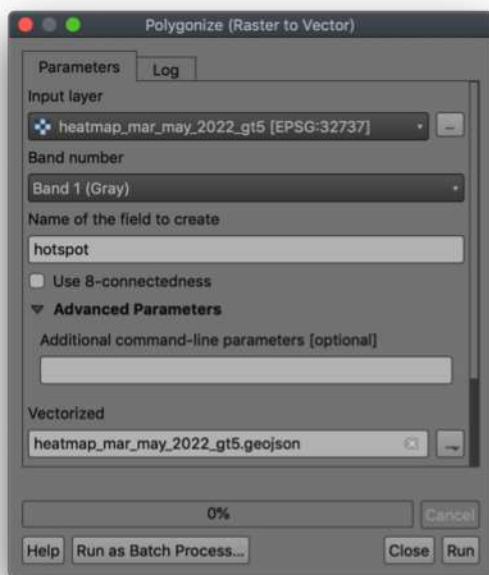 Polygonize (Raster to Vector)
Parameters
Log
Input layer
heatmap_mar_may_2022_gt5 [EPSG:32737]
Band number
Band 1 (Gray)
Name of the field to create
hotspot
Use 8-connectedness
Advanced Parameters
Additional command-line parameters [optional]
Vectorized
heatmap_mar_may_2022_gt5.geojson
0%
Cancel
Help
Run as Batch Process...
Close
Run